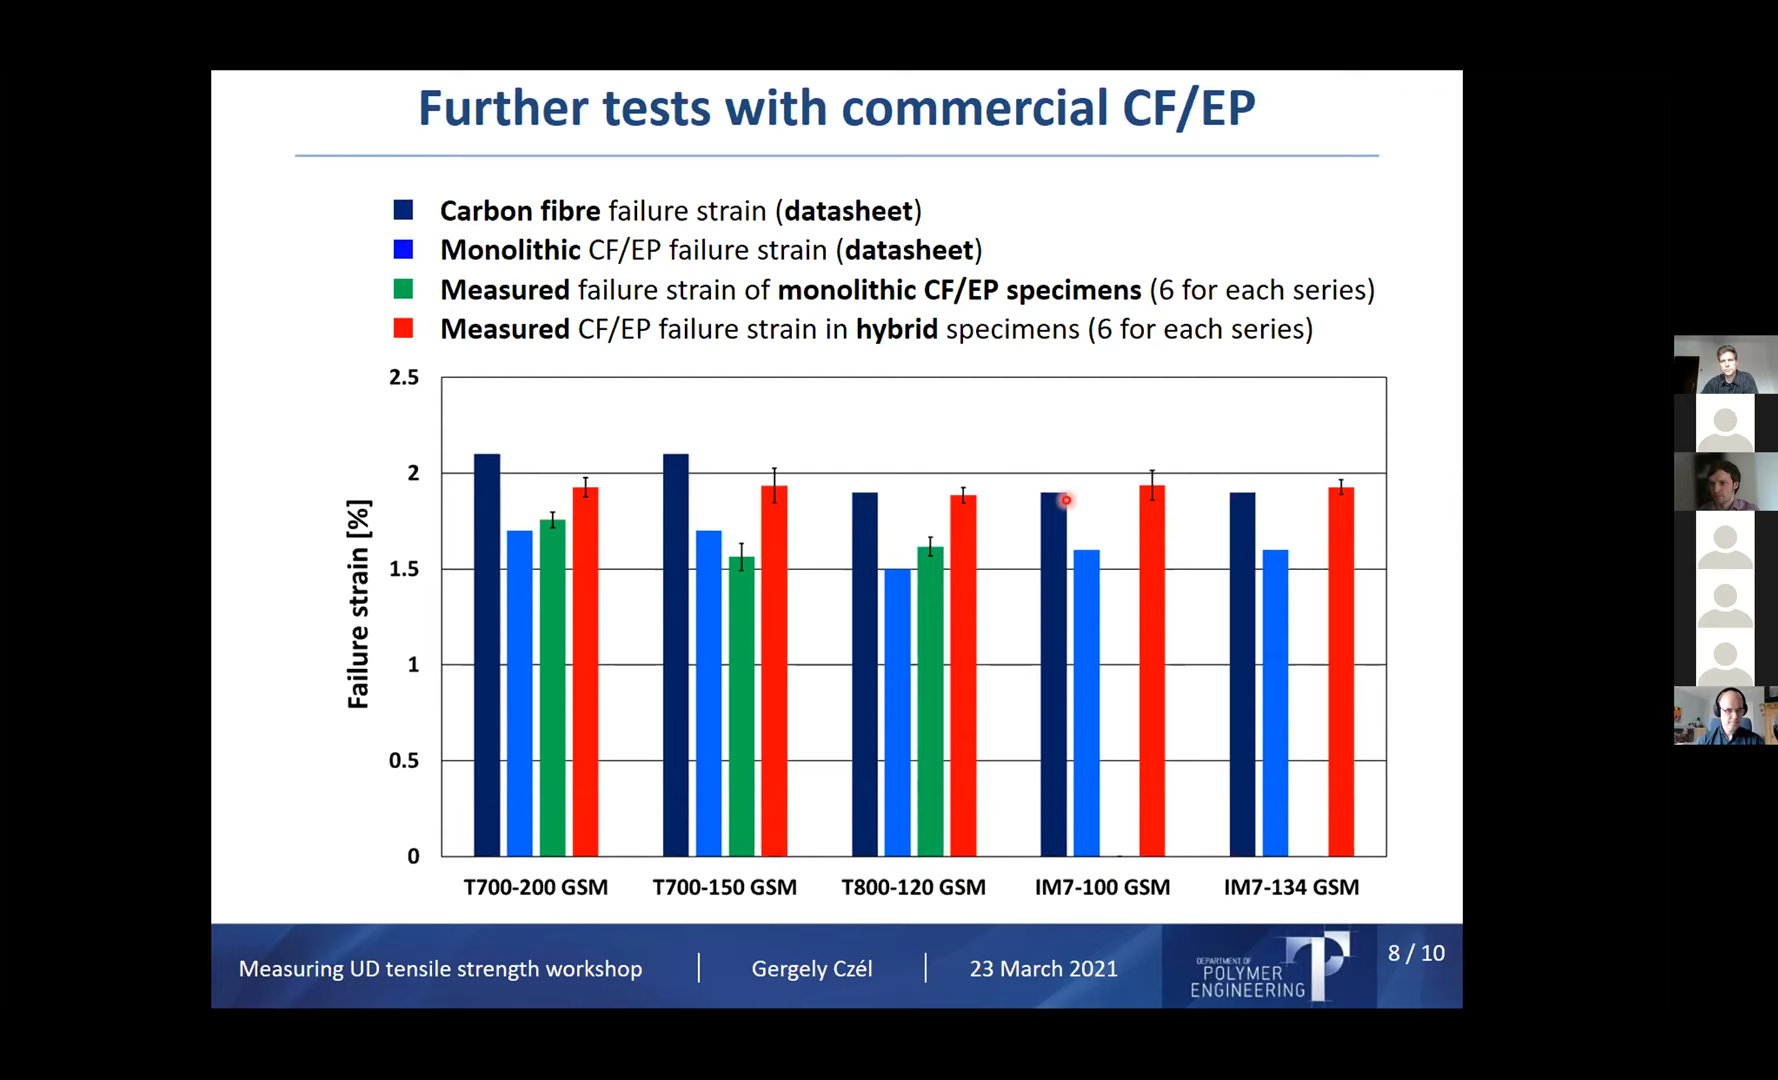 Further tests with commercial CF/EP
Carbon fibre failure strain (datasheet)
Monolithic CF/EP failure strain (datasheet)
Measured failure strain of monolithic CF/EP specimens (6 for each series)
Measured CF/EP failure strain in hybrid specimens (6 for each series)
Failure strain [%]
2.5
2
1.5
1
0.5
0
T700-200 GSM
T700-150 GSM
T800-120 GSM
IM7-100 GSM
IM7-134 GSM
Measuring UD tensile strength workshop
Gergely Czél
23 March 2021
DEPARTMENT OF
POLYMER
ENGINEERING
8 / 10